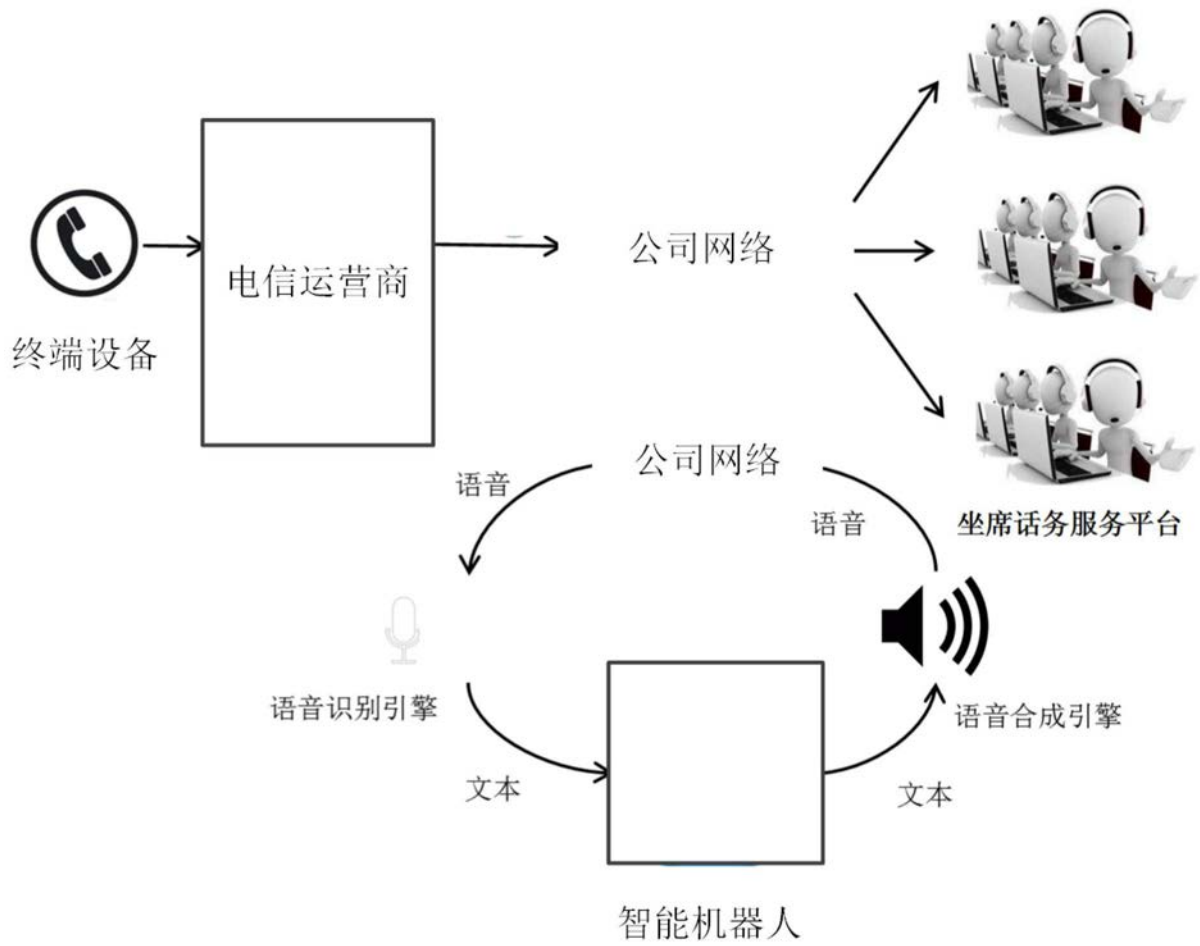 公司网络
电信运营商
终端设备
公司网络
语音
语音
坐席话务服务平台
语音识别引擎
语音合成引擎
文本
文本
智能机器人